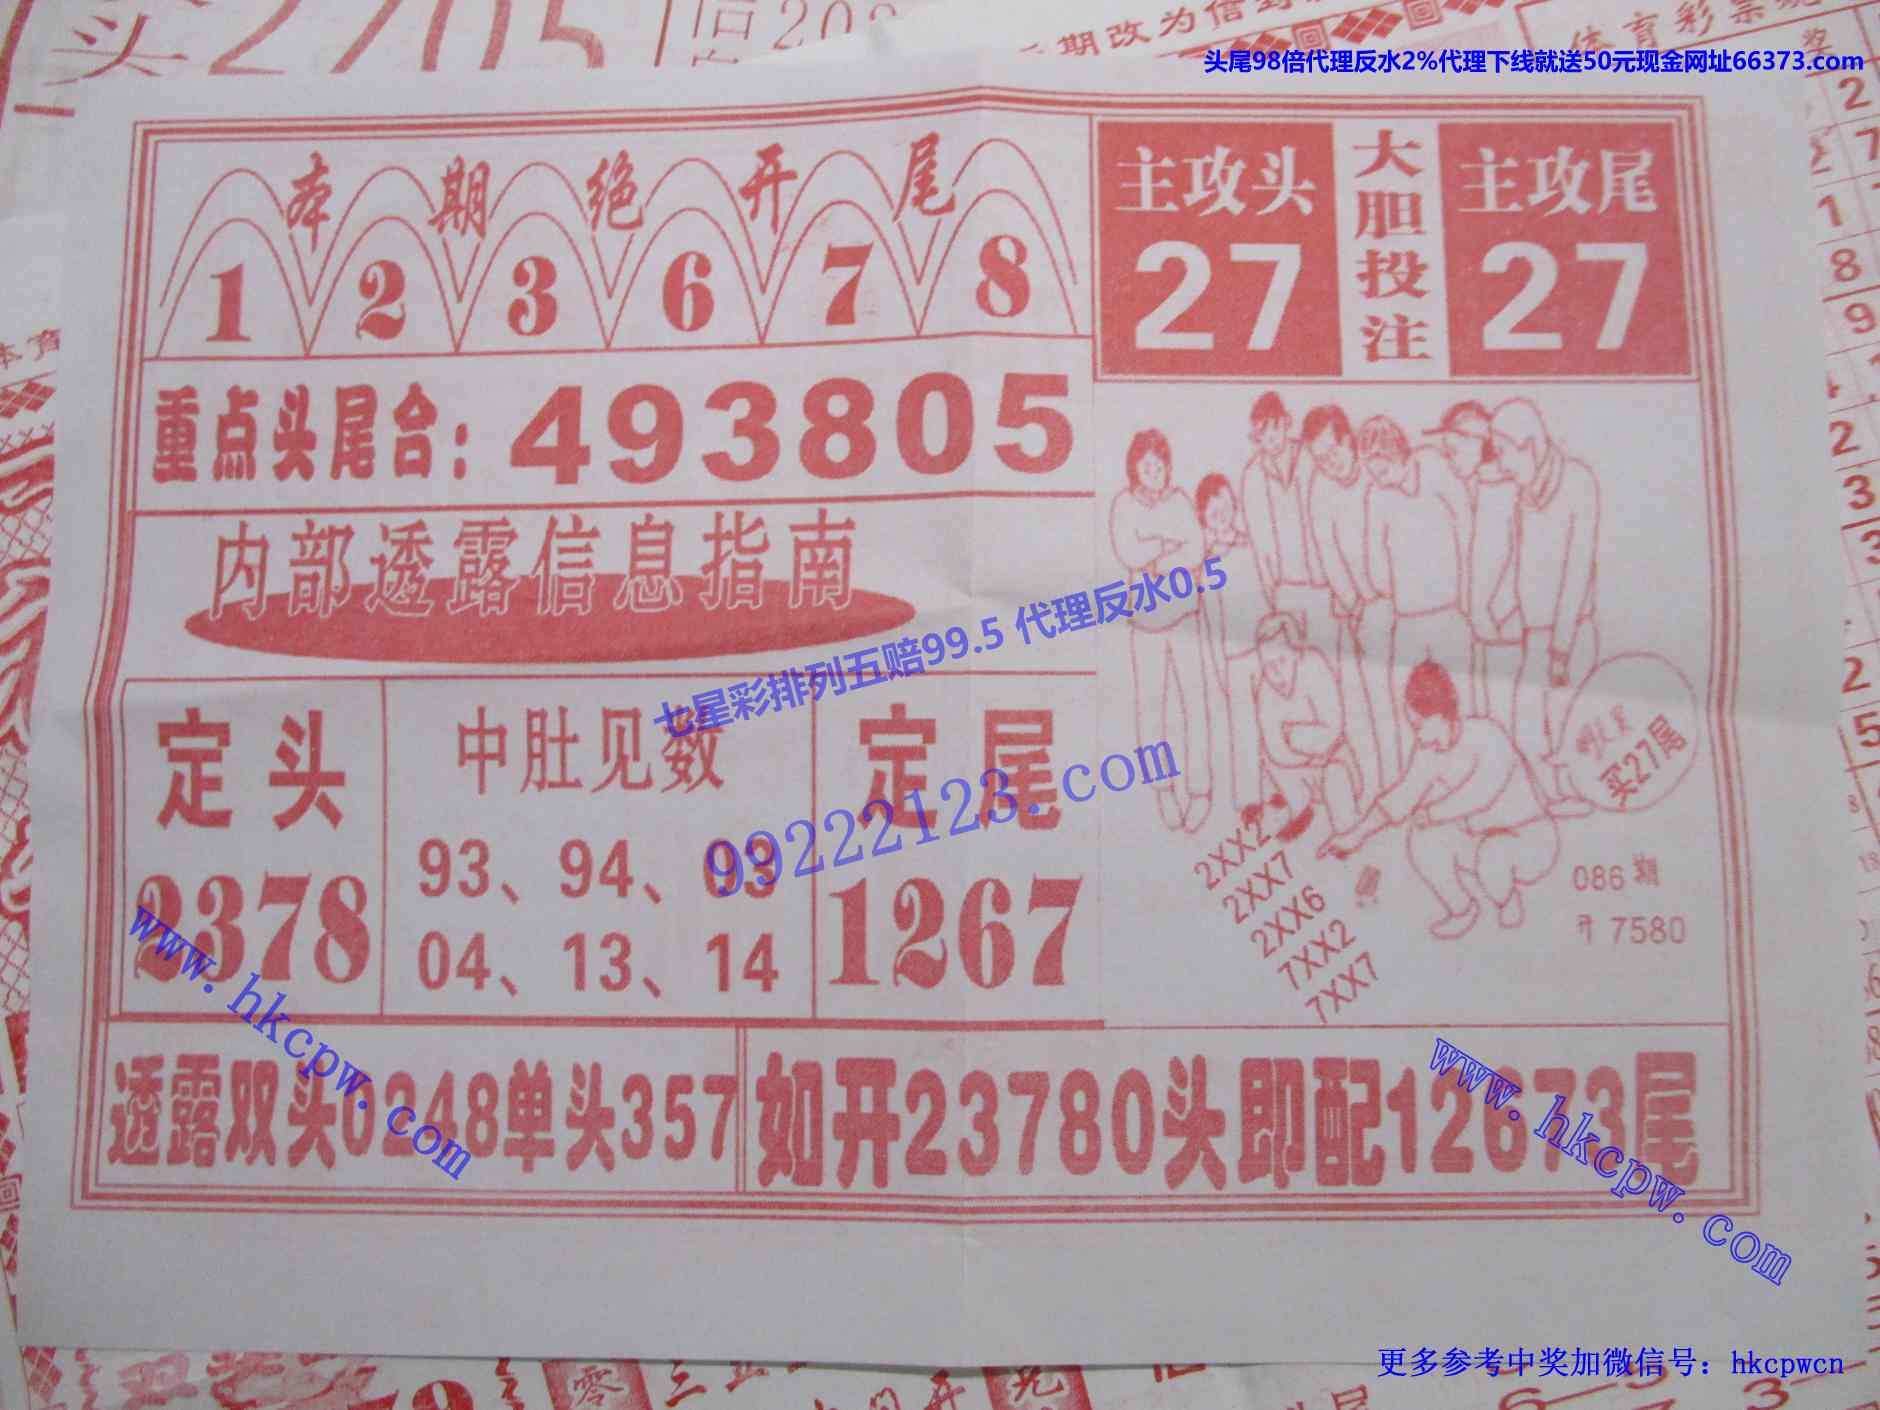 买2705
头尾98倍代理反水2%代理下线就送50元现金网址66373.com
本期绝开尾
1 2 3 6 7 8
主攻头
27
大胆投注
主攻尾
27
重点头尾合：493805
内部透露信息指南
七星彩排列五赔99.5 代理反水0.5
99222123.com
定头
2378
中肚见数
93、94、03
04、13、14
定尾
1267
买27尾
2XX2
2XX7
2XX6
7XX2
7XX7
086期
开 7580
www.hkcpw.com
www.hkcpw.com
透露双头0248单头357
如开23780头即配12673尾
更多参考中奖加微信号：hkcpwcn